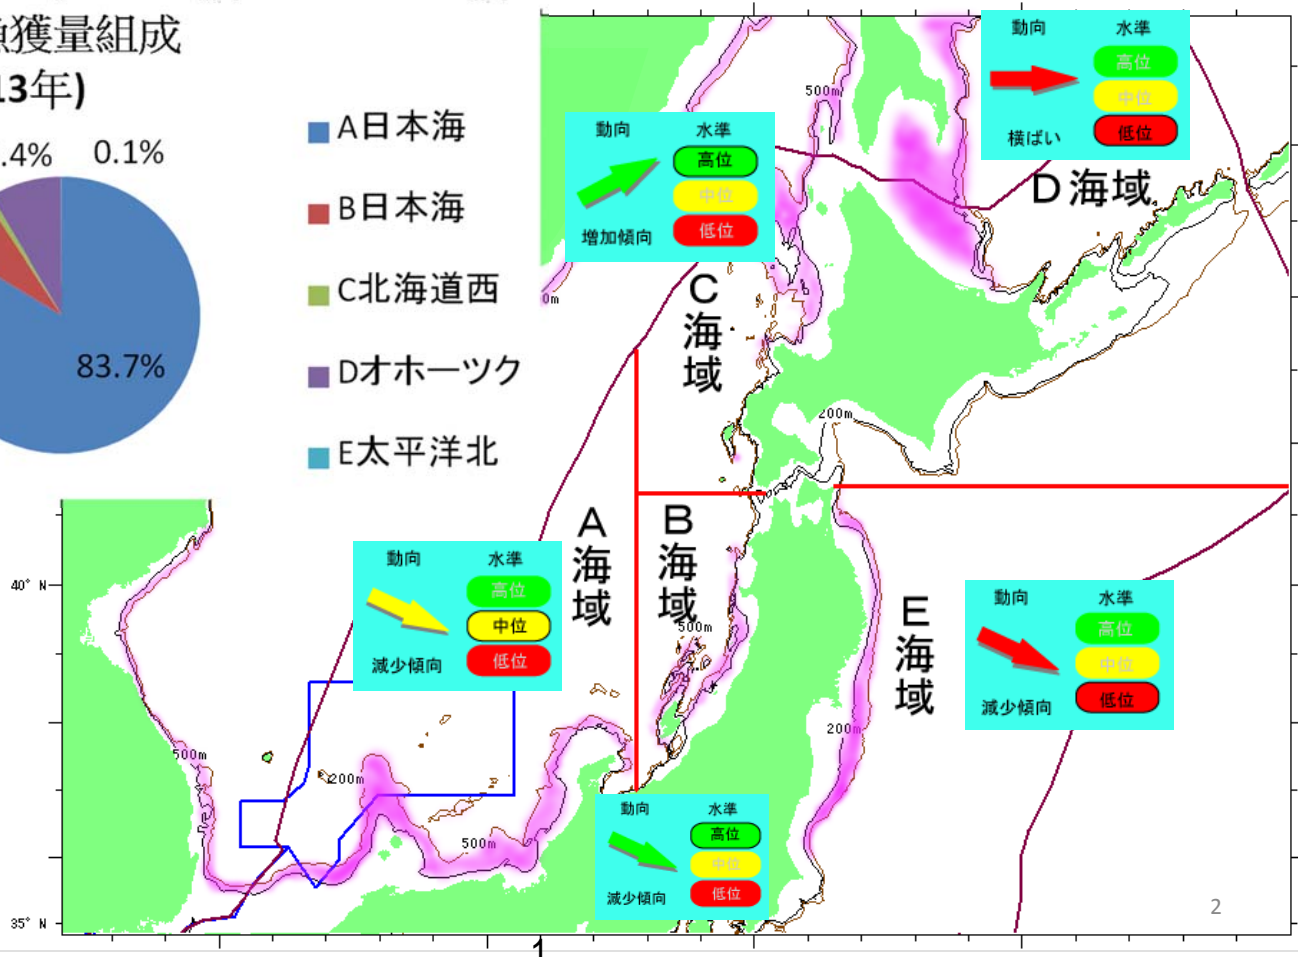 漁獲量組成
13年)
.4%
0.1%
83.7%
A日本海
B日本海
C北海道西
Dオホーツク
E太平洋北
動向
水準
高位
中位
低位
横ばい
D海域
500m
動向
水準
高位
中位
低位
増加傾向
0m
C海域
200m
A海域
B海域
500m
動向
水準
高位
中位
低位
減少傾向
40° N
E海域
動向
水準
高位
中位
低位
減少傾向
200m
500m
200m
500m
動向
水準
高位
中位
低位
減少傾向
35° N
2
1